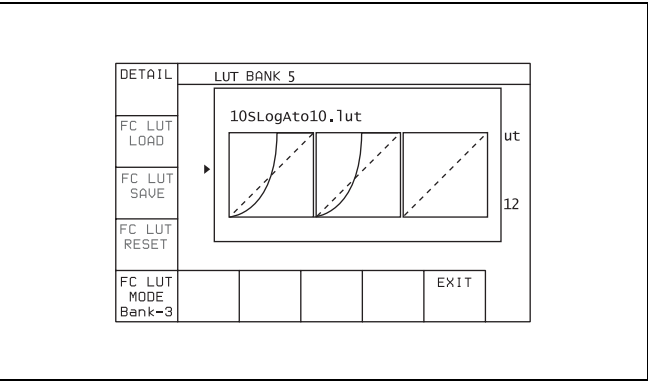 DETAIL
LUT BANK 5
10SLogAto10.lut
FC LUT
LOAD
ut
FC LUT
SAVE
12
FC LUT
RESET
FC LUT
MODE
Bank-3
EXIT